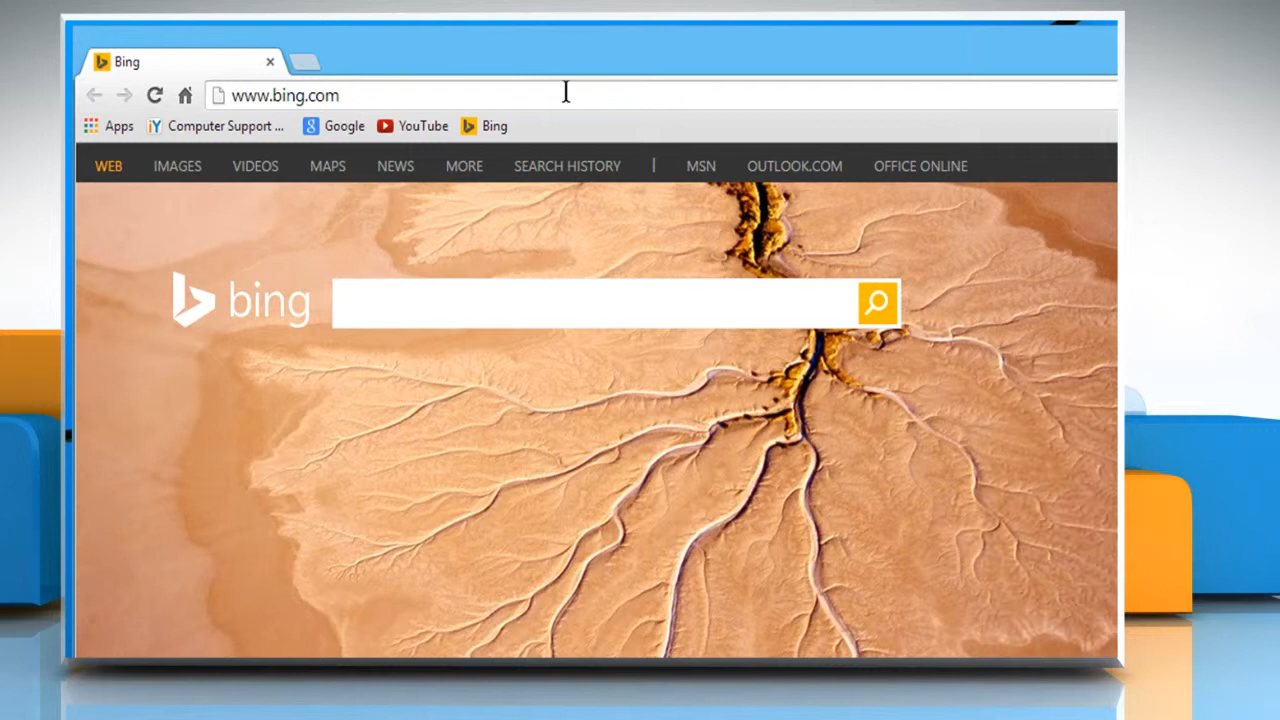 Bing
www.bing.com
Apps Computer Support ... Google YouTube Bing
WEB IMAGES VIDEOS MAPS NEWS MORE SEARCH HISTORY | MSN OUTLOOK.COM OFFICE ONLINE
bing